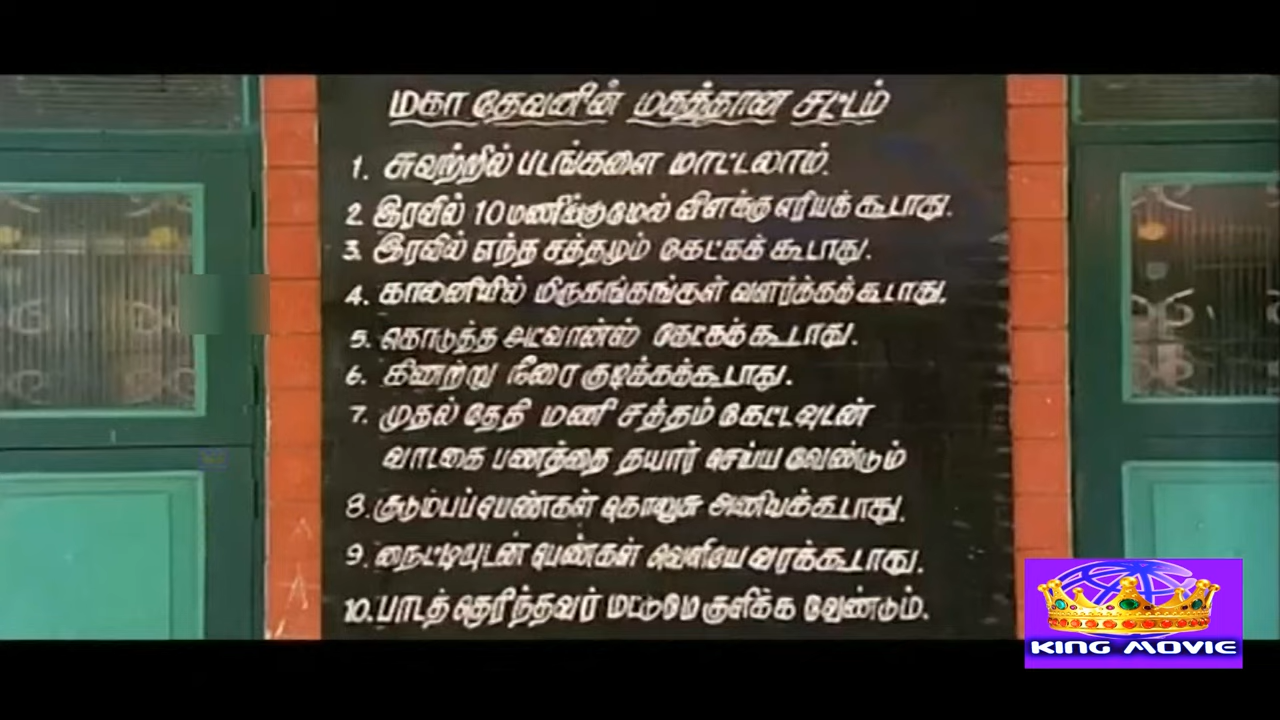 மகா தேவனின் மகத்தான சட்டம்
1. சுவற்றில் படங்களை மாட்டலாம்.
2. இரவில் 10 மணிக்குமேல் விளக்கு எரியக் கூடாது.
3. இரவில் எந்த சத்தமும் கேட்கக் கூடாது.
4. காலனியில் மிருகங்கங்கள் வளர்க்கக்கூடாது.
5. கொடுத்த அட்வான்ஸ் கேட்கக்கூடாது.
6. கிணற்று நீரை குடிக்கக்கூடாது.
7. முதல் தேதி மணி சத்தம் கேட்டவுடன்
வாடகை பணத்தை தயார் செய்ய வேண்டும்
8. குடும்பப்பெண்கள் கொலுசு அணியக்கூடாது.
9. நைட்டியுடன் பெண்கள் வெளியே வரக்கூடாது.
10. பாடத் தெரிந்தவர் மட்டுமே குளிக்க வேண்டும்.
KING MOVIE